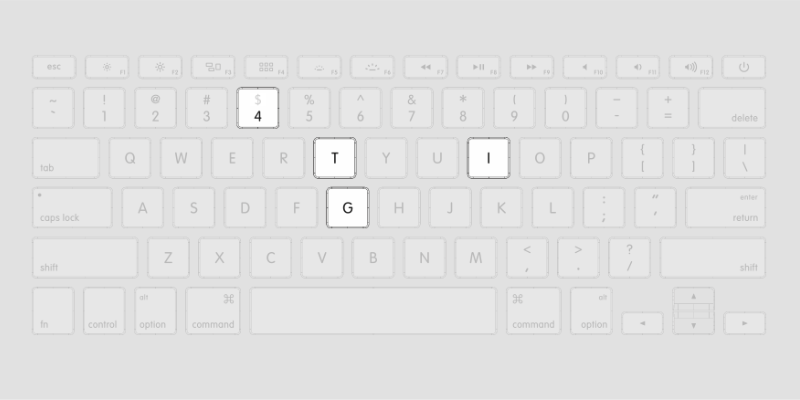 esc F1 F2 F3 F4 F5 F6 F7 F8 F9 F10 F11 F12
~ ! @ # $ % ^ & * ( ) − +
` 1 2 3 4 5 6 7 8 9 0 - = delete
tab Q W E R T Y U I O P { [ } ] | \
caps lock A S D F G H J K L : ; “ ‘ enter return
shift Z X C V B N M < , > . ? / shift
alt ⌘ ⌘ alt
fn control option command command option